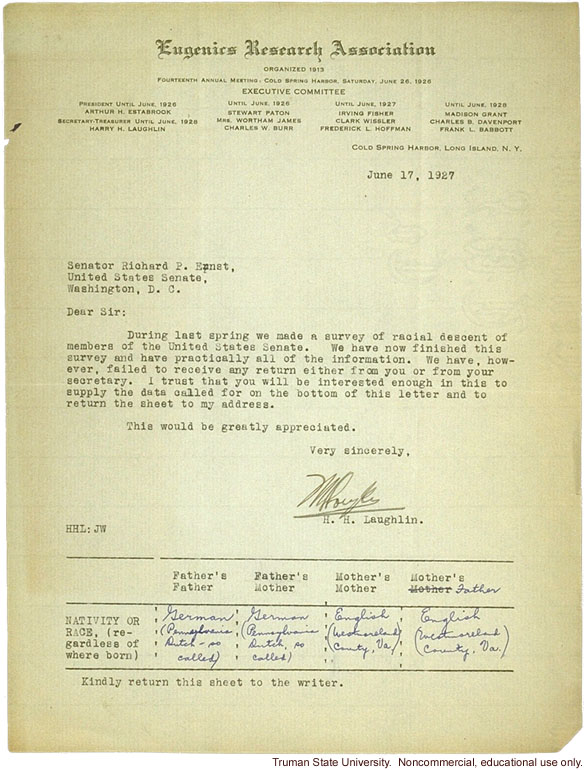 Eugenics Research Association
ORGANIZED 1913
FOURTEENTH ANNUAL MEETING: COLD SPRING HARBOR, SATURDAY, JUNE 26, 1926
EXECUTIVE COMMITTEE
PRESIDENT UNTIL JUNE, 1926
ARTHUR H. ESTABROOK
SECRETARY-TREASURER UNTIL JUNE, 1928
HARRY H. LAUGHLIN
UNTIL JUNE, 1926
STEWART PATON
MRS. WORTHAM JAMES
CHARLES W. BURR
UNTIL JUNE, 1927
IRVING FISHER
CLARK WISSLER
FREDERICK L. HOFFMAN
UNTIL JUNE, 1928
MADISON GRANT
CHARLES B. DAVENPORT
FRANK L. BABBOTT
COLD SPRING HARBOR, LONG ISLAND, N. Y.
June 17, 1927
Senator Richard P. Ernst,
United States Senate,
Washington, D. C.
Dear Sir:
During last spring we made a survey of racial descent of
members of the United States Senate. We have now finished this
survey and have practically all of the information. We have, how-
ever, failed to receive any return either from you or from your
secretary. I trust that you will be interested enough in this to
supply the data called for on the bottom of this letter and to
return the sheet to my address.
This would be greatly appreciated.
Very sincerely,
H. H. Laughlin.
HHL:JW
Father's Father
Father's Mother
Mother's Mother
Mother's Mother Father
NATIVITY OR
RACE, (re-
gardless of
where born)
German
(Pennsylvania
Dutch - so
called)
German
(Pennsylvania
Dutch, so
called)
English
(Westmoreland
County, Va.)
English
(Westmoreland
County, Va.)
Kindly return this sheet to the writer.
Truman State University. Noncommercial, educational use only.